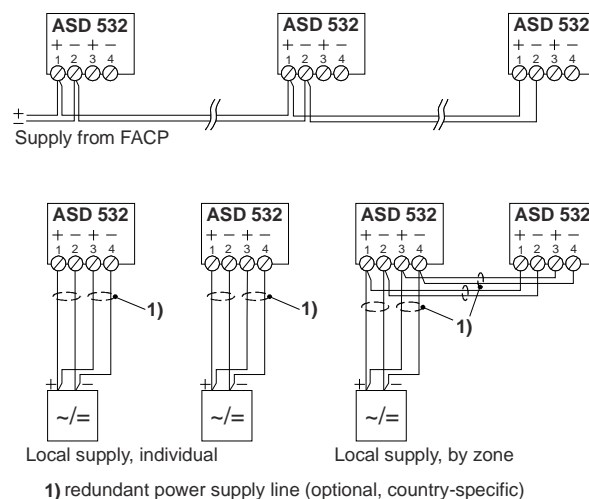 ASD 532 ASD 532 ASD 532
+ − + − + − + − + − + −
1 2 3 4 1 2 3 4 1 2 3 4
+
−
Supply from FACP
ASD 532 ASD 532 ASD 532 ASD 532
+ − + − + − + − + − + − + − + −
1 2 3 4 1 2 3 4 1 2 3 4 1 2 3 4
1) 1) 1)
+ − + − + −
~/= ~/= ~/=
Local supply, individual Local supply, by zone
1) redundant power supply line (optional, country-specific)